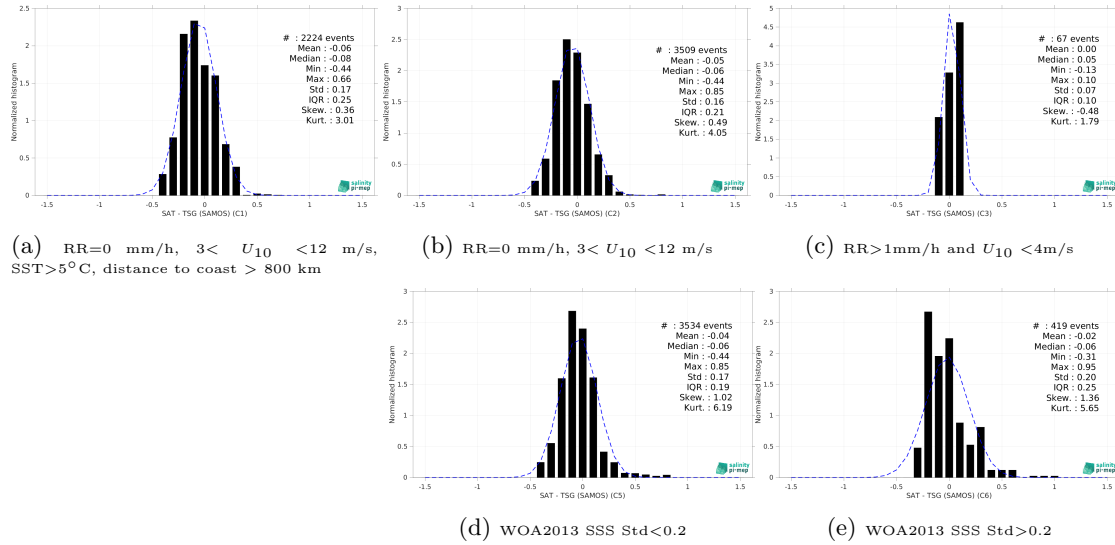 5
4.5
4
3.5
3
2.5
2
1.5
1
0.5
0
Normalized histogram
2.5
2
1.5
1
0.5
0
-1.5
-1
-0.5
0
0.5
1
1.5
SAT - TSG (SAMOS) (C1)
# : 2224 events
Mean : -0.06
Median : -0.08
Min : -0.44
Max : 0.66
Std : 0.17
IQR : 0.25
Skew. : 0.36
Kurt. : 3.01
salinity
pi-mep
(a) RR=0 mm/h, 3< U10 <12 m/s,
SST>5°C, distance to coast > 800 km
Normalized histogram
3
2.5
2
1.5
1
0.5
0
-1.5
-1
-0.5
0
0.5
1
1.5
SAT - TSG (SAMOS) (C2)
# : 3509 events
Mean : -0.05
Median : -0.06
Min : -0.44
Max : 0.85
Std : 0.16
IQR : 0.21
Skew. : 0.49
Kurt. : 4.05
salinity
pi-mep
(b) RR=0 mm/h, 3< U10 <12 m/s
Normalized histogram
-1.5
-1
-0.5
0
0.5
1
1.5
SAT - TSG (SAMOS) (C3)
# : 67 events
Mean : 0.00
Median : 0.05
Min : -0.13
Max : 0.10
Std : 0.07
IQR : 0.10
Skew. : -0.48
Kurt. : 1.79
salinity
pi-mep
(c) RR>1mm/h and U10 <4m/s
Normalized histogram
3
2.5
2
1.5
1
0.5
0
-1.5
-1
-0.5
0
0.5
1
1.5
SAT - TSG (SAMOS) (C5)
# : 3534 events
Mean : -0.04
Median : -0.06
Min : -0.44
Max : 0.85
Std : 0.17
IQR : 0.19
Skew. : 1.02
Kurt. : 6.19
salinity
pi-mep
(d) WOA2013 SSS Std<0.2
Normalized histogram
3
2.5
2
1.5
1
0.5
0
-1.5
-1
-0.5
0
0.5
1
1.5
SAT - TSG (SAMOS) (C6)
# : 419 events
Mean : -0.02
Median : -0.06
Min : -0.31
Max : 0.95
Std : 0.20
IQR : 0.25
Skew. : 1.36
Kurt. : 5.65
salinity
pi-mep
(e) WOA2013 SSS Std>0.2